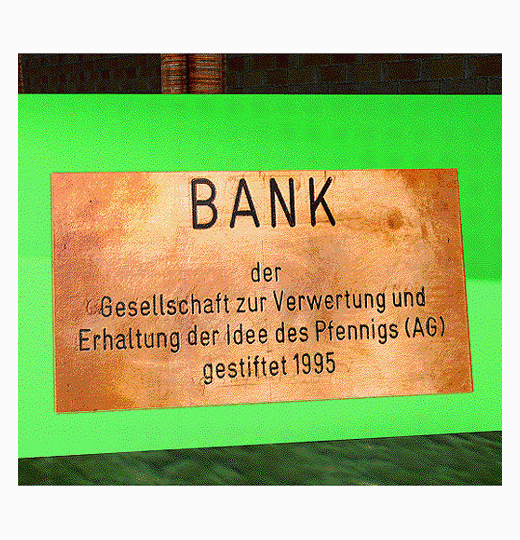 BANK
der
Gesellschaft zur Verwertung und
Erhaltung der Idee des Pfennigs (AG)
gestiftet 1995